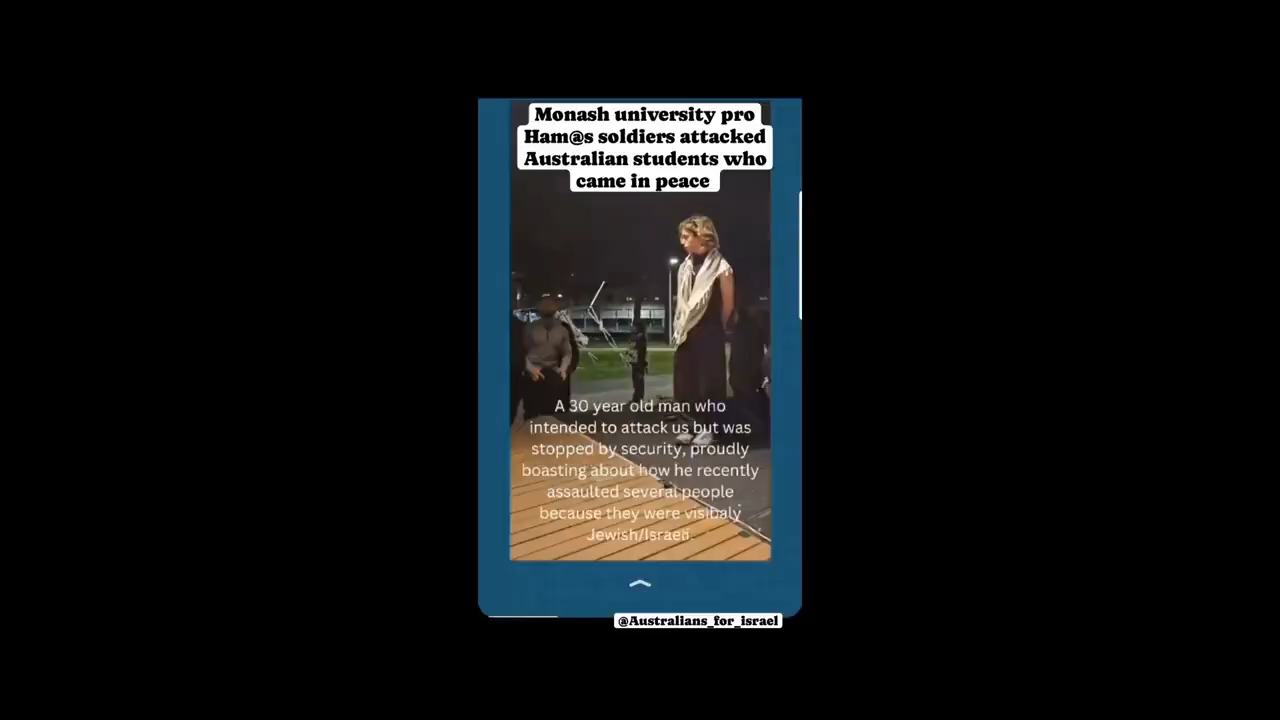 Monash university pro
Ham@s soldiers attacked
Australian students who
came in peace
A 30 year old man who
intended to attack us but was
stopped by security, proudly
boasting about how he recently
assaulted several people
because they were visibaly
Jewish/Israeli.
@Australians_for_israel